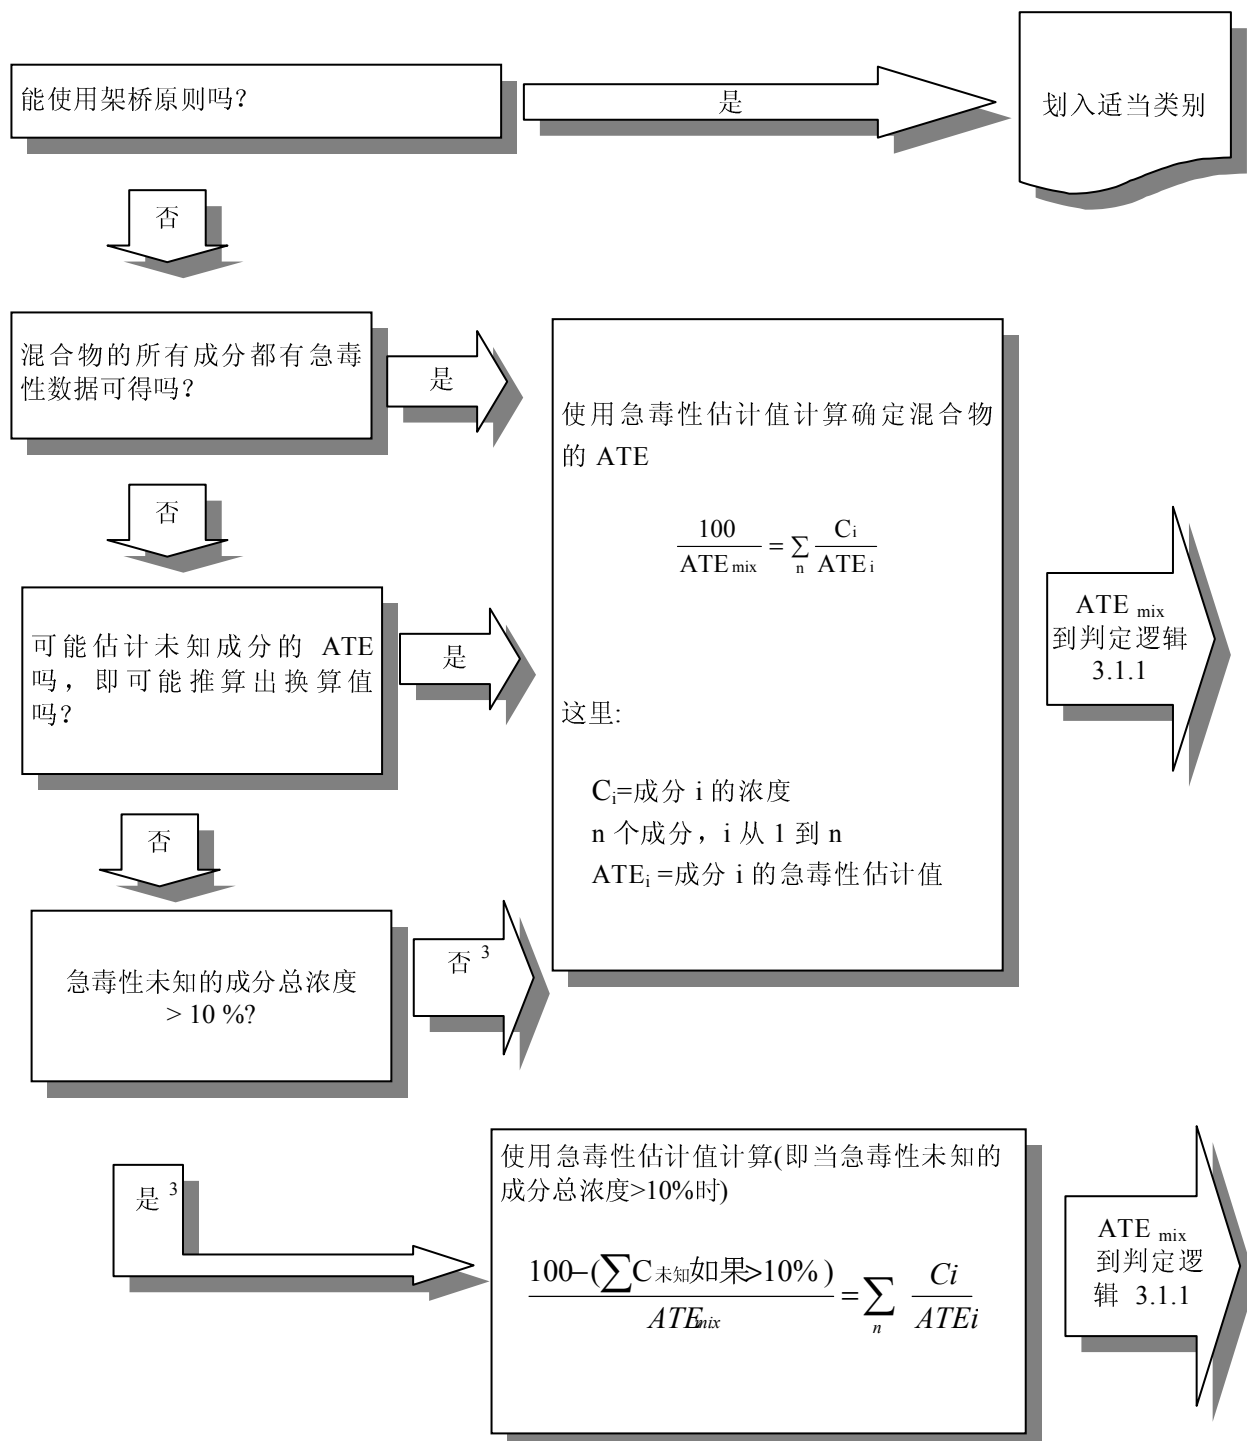 能使用架桥原则吗？
是
划入适当类别
否
混合物的所有成分都有急毒
性数据可得吗？
是
否
可能估计未知成分的 ATE
吗，即可能推算出换算值
吗？
是
否
急毒性未知的成分总浓度
> 10 %?
否 3
使用急毒性估计值计算确定混合物
的 ATE
100/ATE mix = ∑ n Ci/ATE i
这里:
Ci=成分 i 的浓度
n 个成分，i 从 1 到 n
ATEi =成分 i 的急毒性估计值
ATE mix
到判定逻辑
3.1.1
是 3
使用急毒性估计值计算(即当急毒性未知的
成分总浓度>10%时)
100–(∑C未知如果>10% )/ATEmix = ∑ n Ci/ATEi
ATE mix
到判定逻
辑 3.1.1